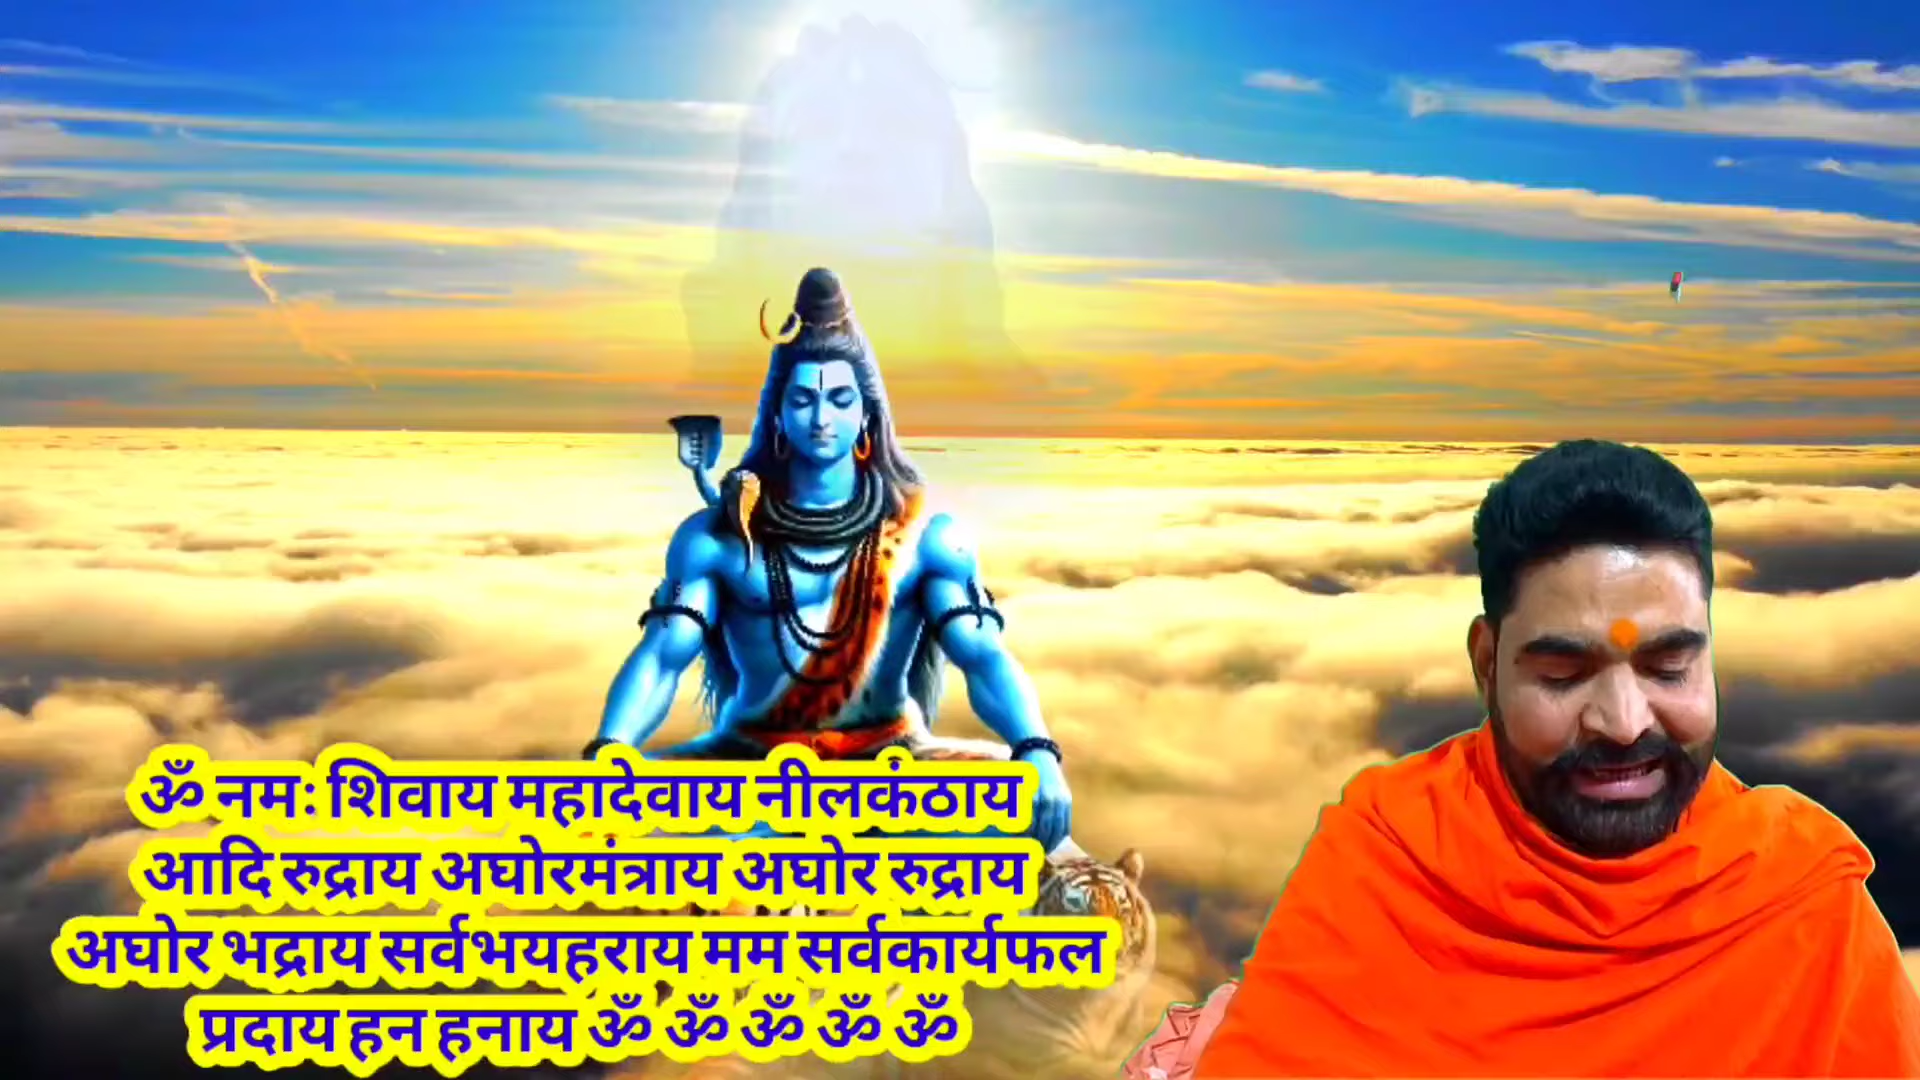 ॐ नमः शिवाय महादेवाय नीलकंठाय
आदि रुद्राय अघोरमंत्राय अघोर रुद्राय
अघोर भद्राय सर्वभयहराय मम सर्वकार्यफल
प्रदाय हन हनाय ॐ ॐ ॐ ॐ ॐ